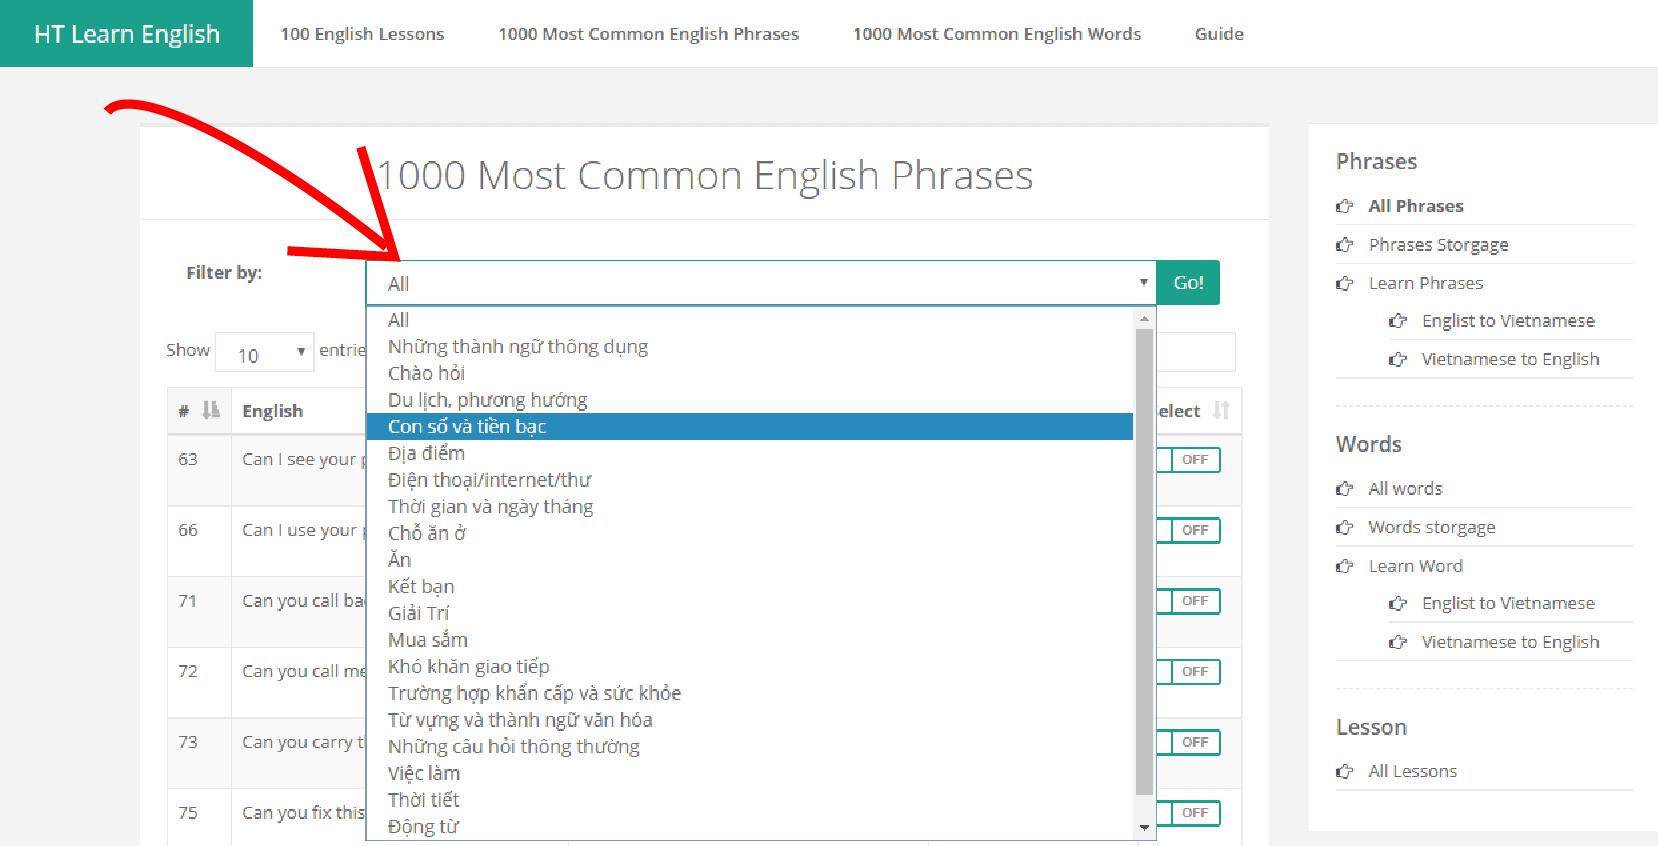 HT Learn English
100 English Lessons
1000 Most Common English Phrases
1000 Most Common English Words
Guide
1000 Most Common English Phrases
Filter by:
All
Go!
All
Những thành ngữ thông dụng
Chào hỏi
Du lịch, phương hướng
Con số và tiền bạc
Địa điểm
Điện thoại/internet/thư
Thời gian và ngày tháng
Chỗ ăn ở
Ăn
Kết bạn
Giải Trí
Mua sắm
Khó khăn giao tiếp
Trường hợp khẩn cấp và sức khỏe
Từ vựng và thành ngữ văn hóa
Những câu hỏi thông thường
Việc làm
Thời tiết
Động từ
Show 10 entrie
# English elect
63 Can I see your p OFF
66 Can I use your p OFF
71 Can you call ba OFF
72 Can you call me OFF
73 Can you carry t OFF
75 Can you fix this OFF
Phrases
All Phrases
Phrases Storgage
Learn Phrases
Englist to Vietnamese
Vietnamese to English
Words
All words
Words storgage
Learn Word
Englist to Vietnamese
Vietnamese to English
Lesson
All Lessons